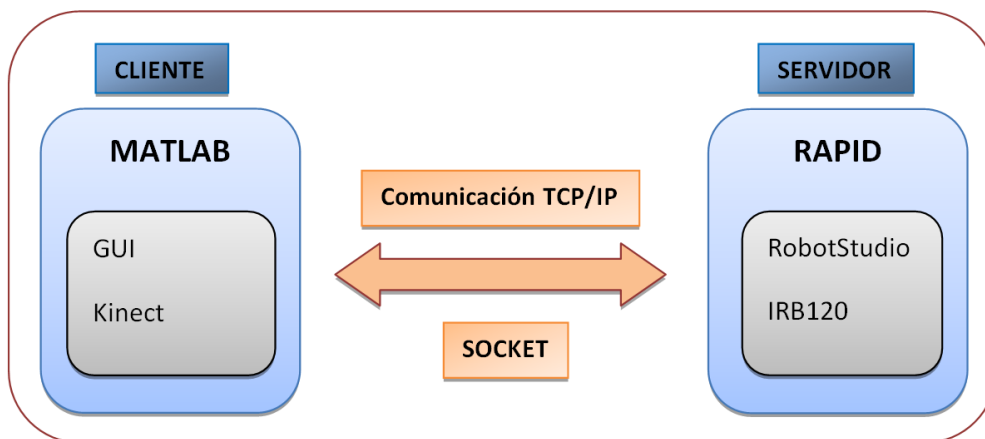 CLIENTE
MATLAB
GUI
Kinect
Comunicación TCP/IP
SOCKET
SERVIDOR
RAPID
RobotStudio
IRB120